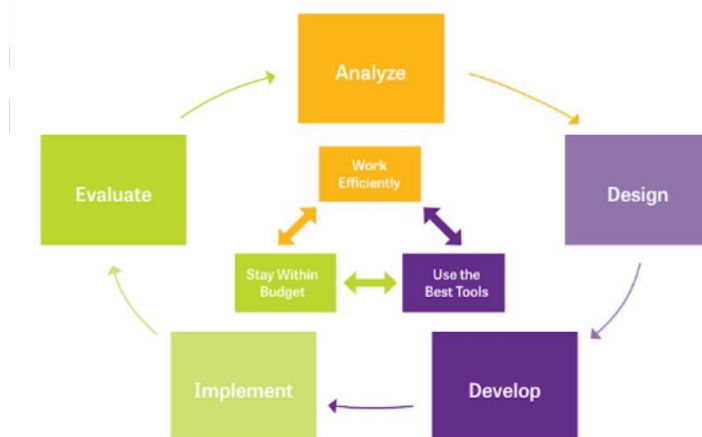 Analyze
Work
Efficiently
Evaluate
Design
Stay Within
Budget
Use the
Best Tools
Implement
Develop